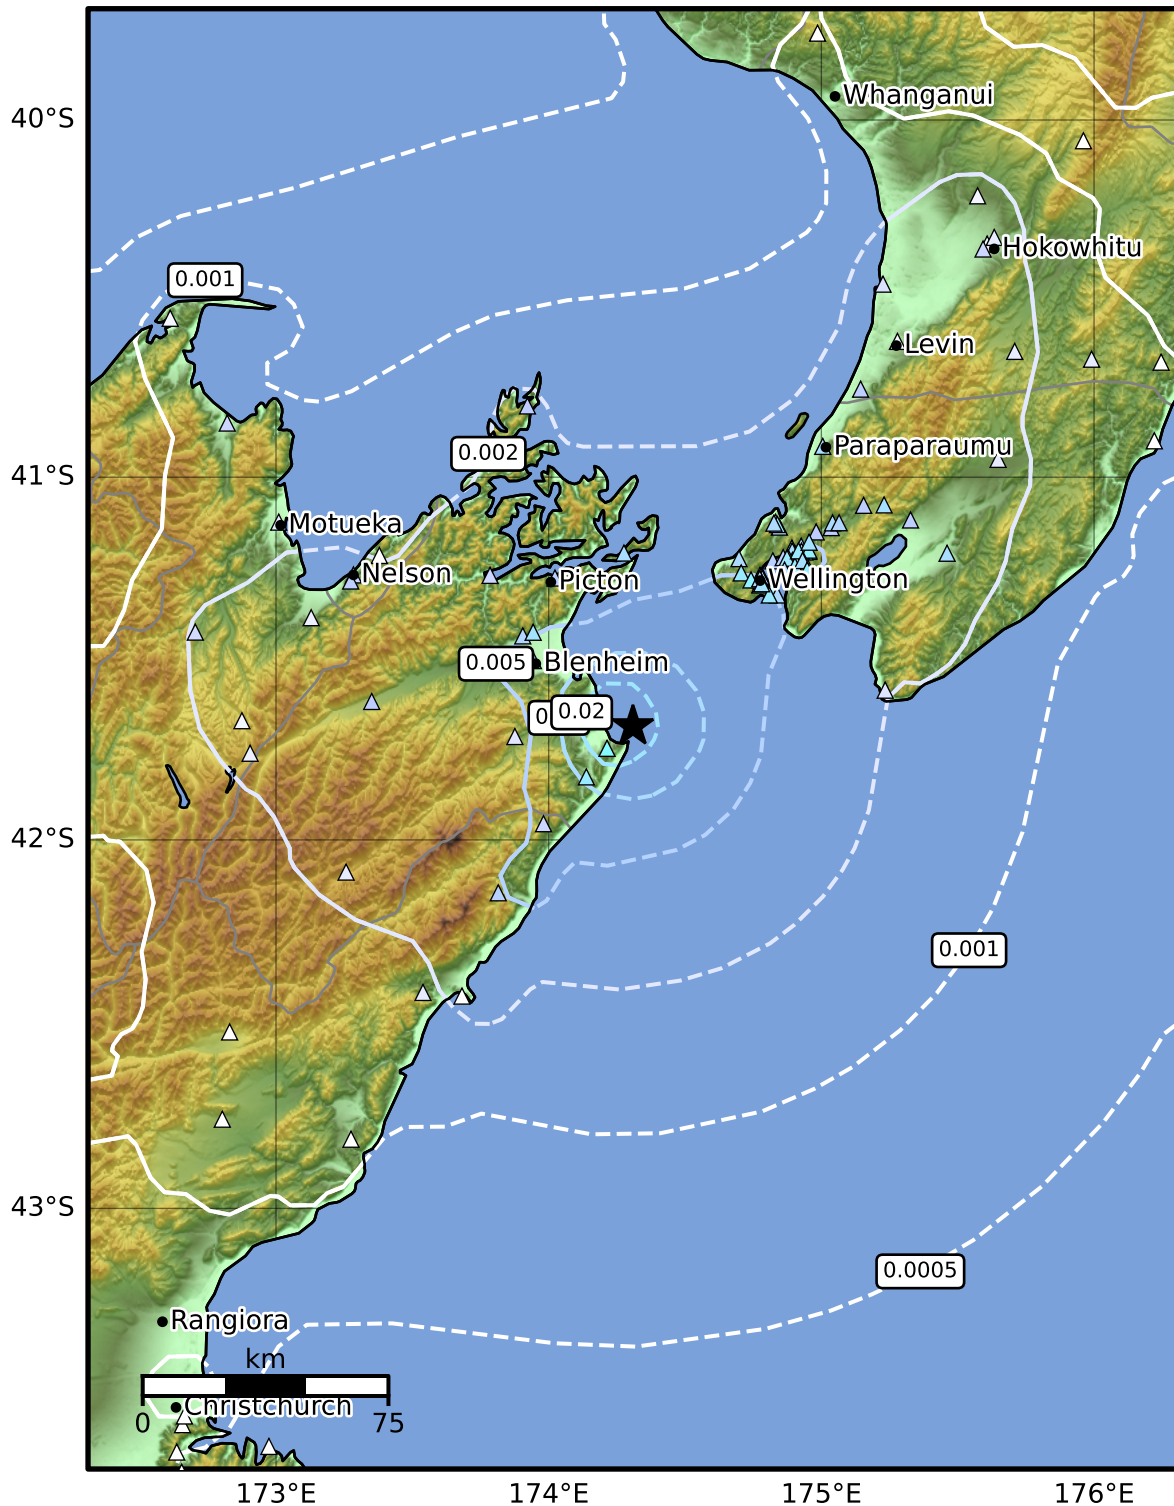 Whanganui
40°S
Hokowhitu
0.001
Levin
Paraparaumu
0.002
41°S
Motueka
Nelson
Picton
Wellington
0.005
Blenheim
0.02
42°S
0.001
43°S
0.0005
Rangiora
km
Christchurch
0
75
173°E
174°E
175°E
176°E